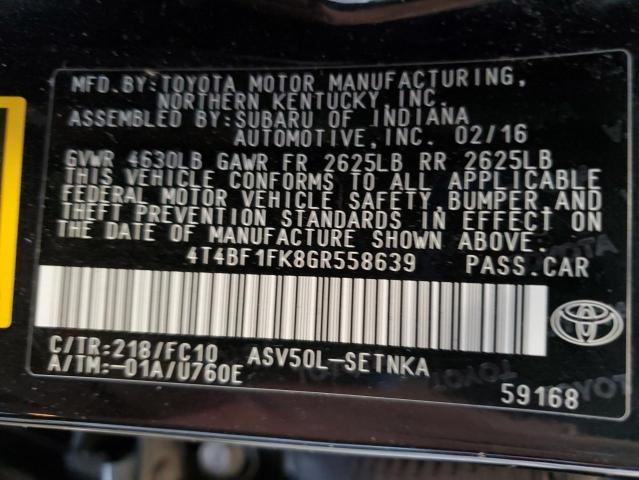 MFD.BY:TOYOTA MOTOR MANUFACTURING,
NORTHERN KENTUCKY,INC.
ASSEMBLED BY:SUBARU OF INDIANA
AUTOMOTIVE,INC. 02/16
GVWR 4630LB GAWR FR 2625LB RR 2625LB
THIS VEHICLE CONFORMS TO ALL APPLICABLE
FEDERAL MOTOR VEHICLE SAFETY,BUMPER,AND
THEFT PREVENTION STANDARDS IN EFFECT ON
THE DATE OF MANUFACTURE SHOWN ABOVE.
4T4BF1FK8GR558639 PASS.CAR
C/TR:218/FC10 ASV50L-SETNKA
A/TM:-01A/U760E
59168